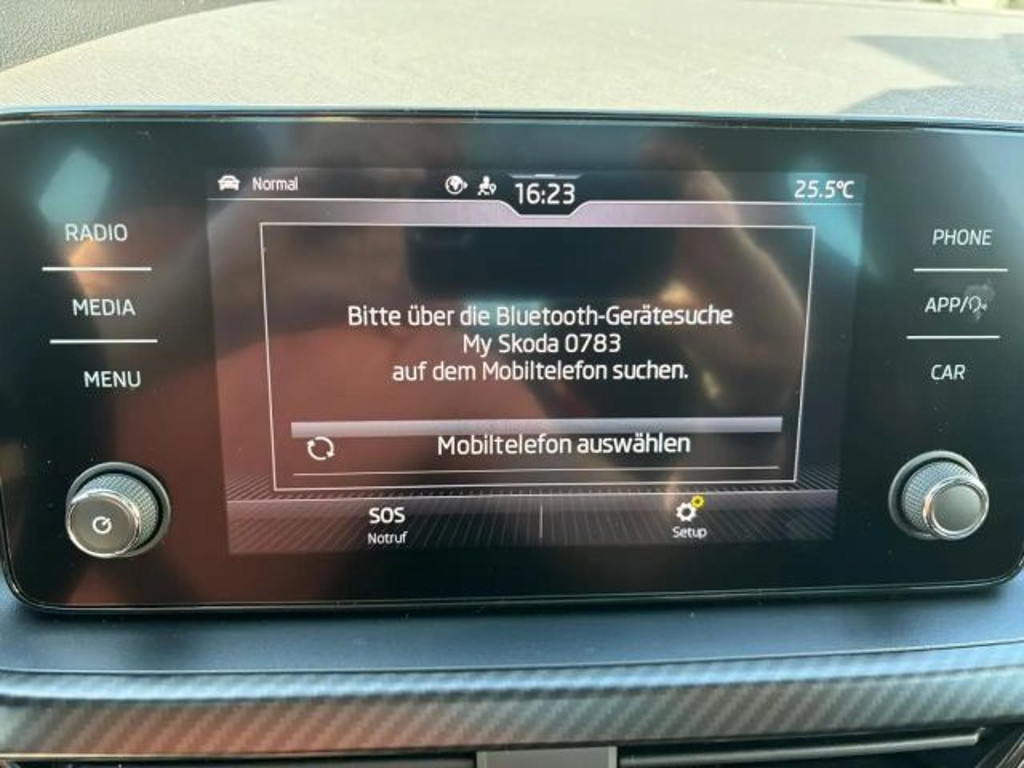 Normal
16:23
25.5°C
RADIO
MEDIA
MENU
PHONE
APP/
CAR
Bitte über die Bluetooth-Gerätesuche
My Skoda 0783
auf dem Mobiltelefon suchen.
Mobiltelefon auswählen
SOS
Notruf
Setup